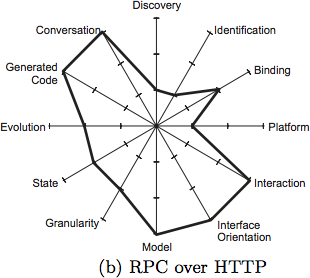 Discovery
Conversation
Identification
Generated
Code
Binding
Evolution
Platform
State
Interaction
Granularity
Interface
Orientation
Model
(b) RPC over HTTP